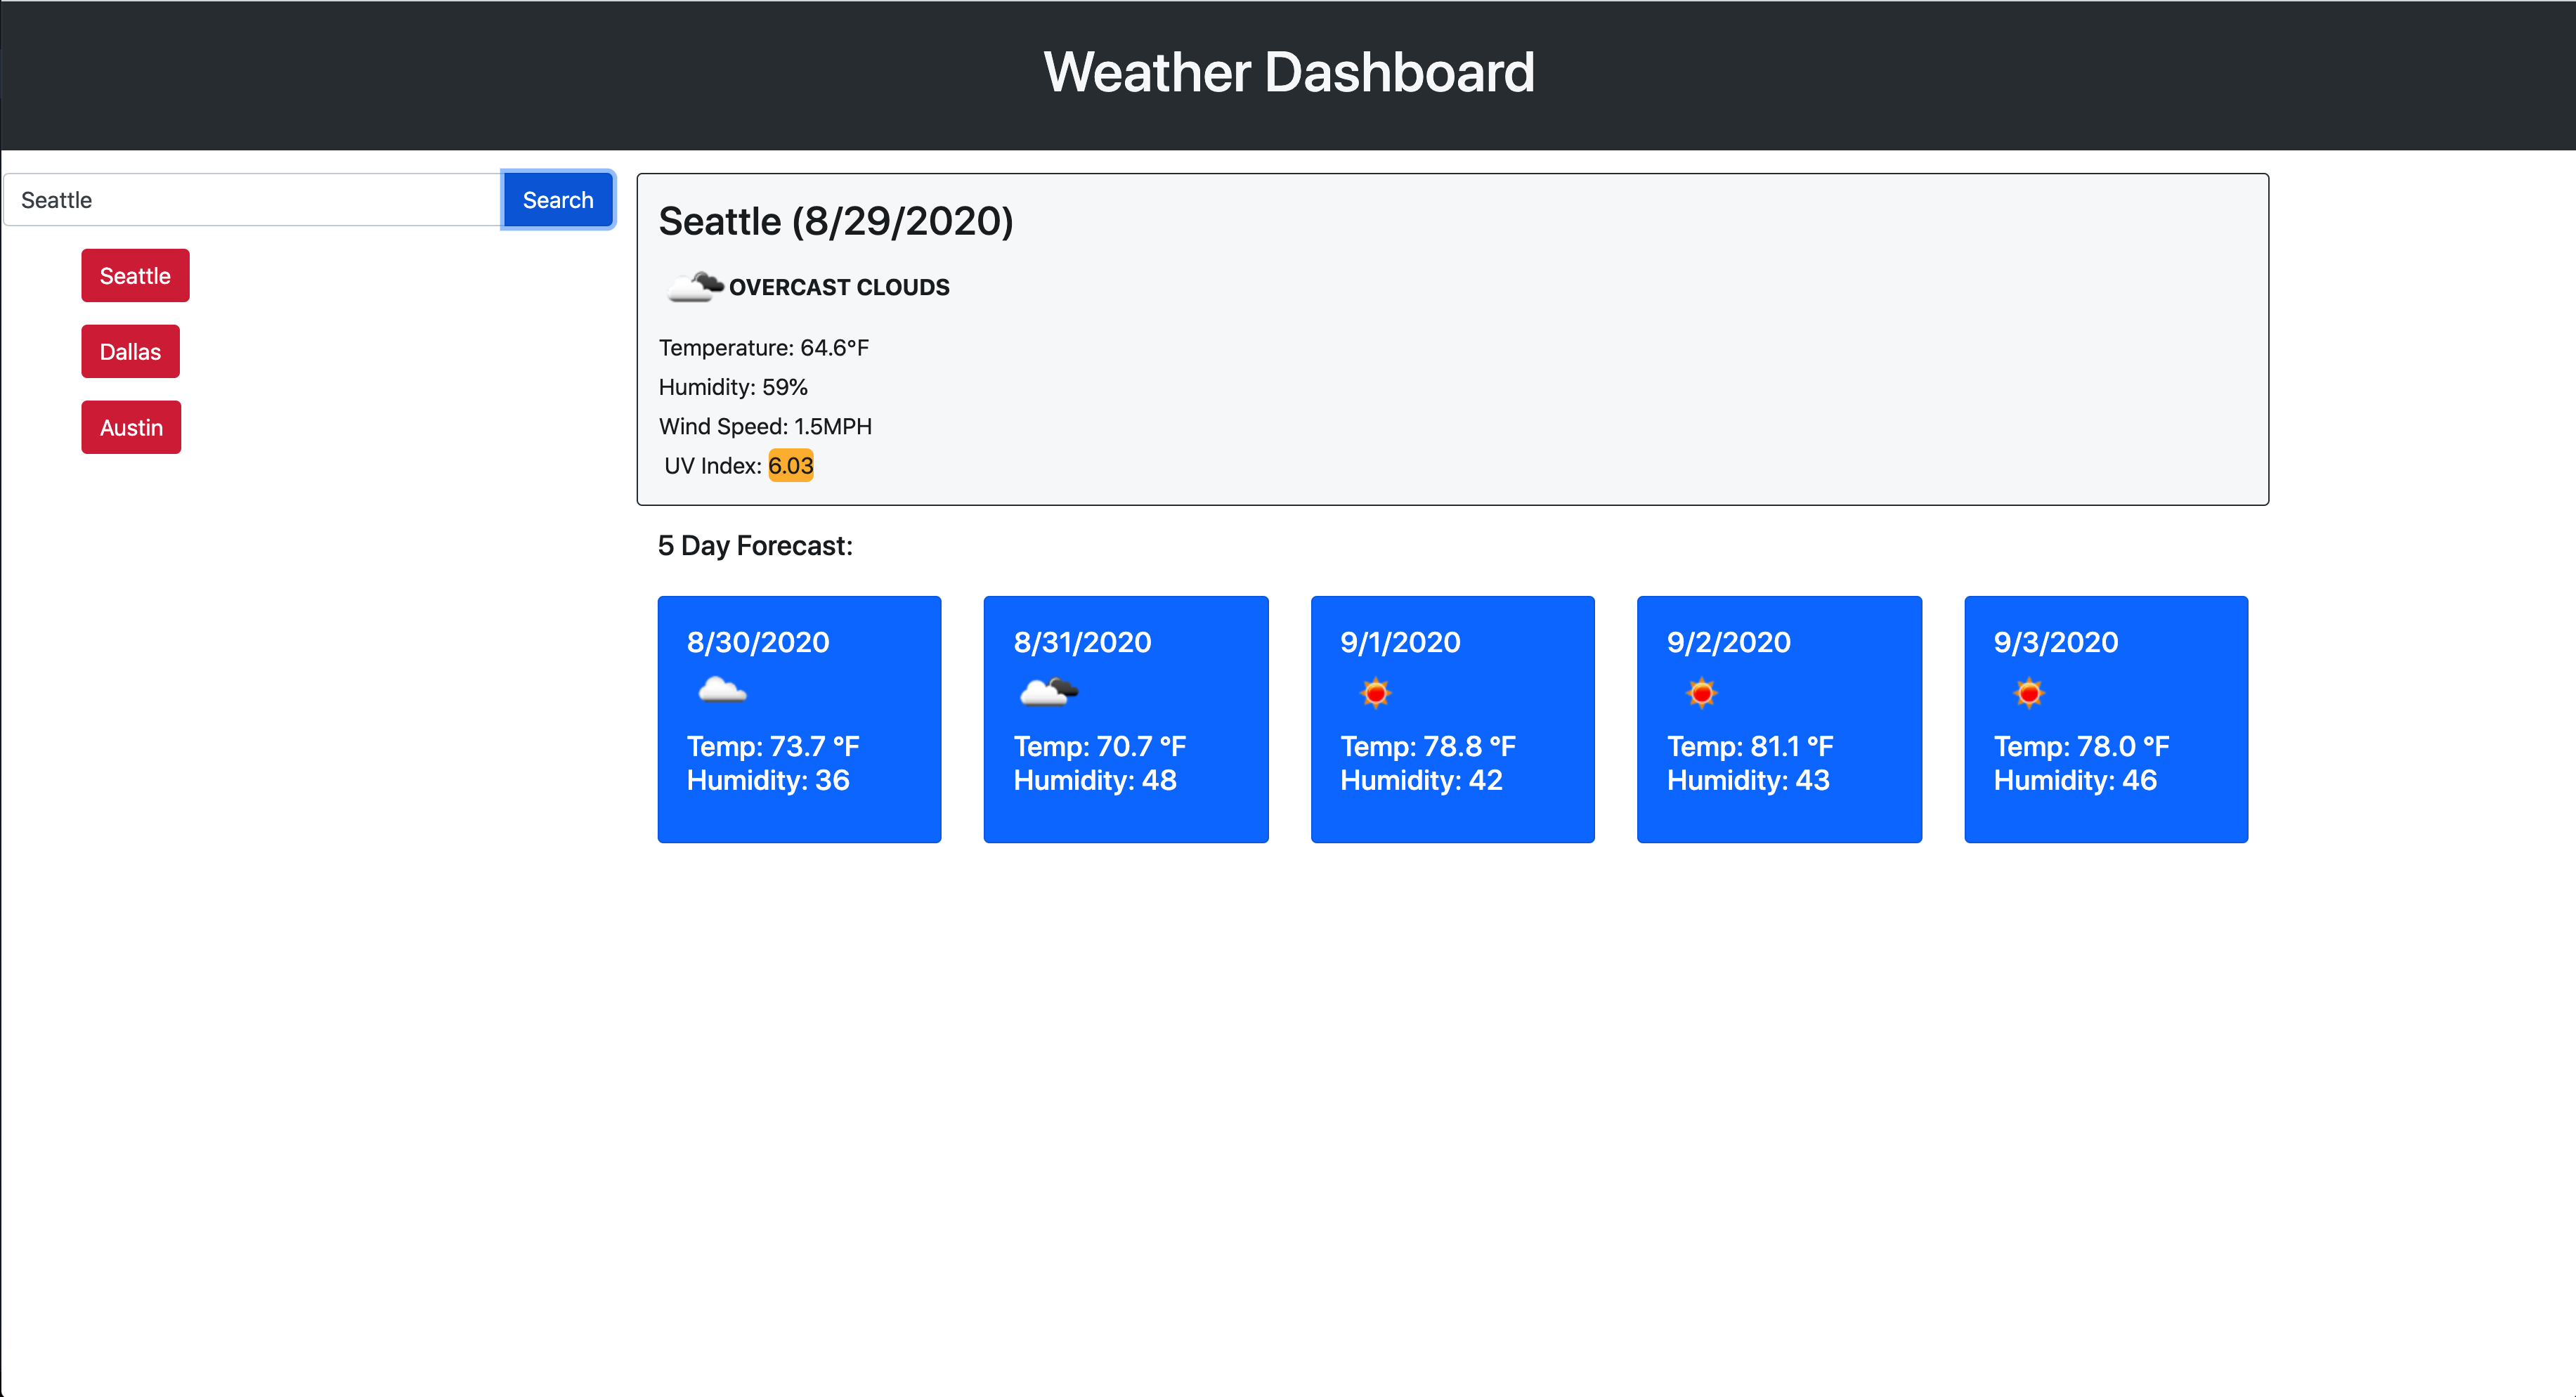 Weather Dashboard
Seattle
Search
Seattle
Dallas
Austin
Seattle (8/29/2020)
OVERCAST CLOUDS
Temperature: 64.6°F
Humidity: 59%
Wind Speed: 1.5MPH
UV Index: 6.03
5 Day Forecast:
8/30/2020
Temp: 73.7 °F
Humidity: 36
8/31/2020
Temp: 70.7 °F
Humidity: 48
9/1/2020
Temp: 78.8 °F
Humidity: 42
9/2/2020
Temp: 81.1 °F
Humidity: 43
9/3/2020
Temp: 78.0 °F
Humidity: 46